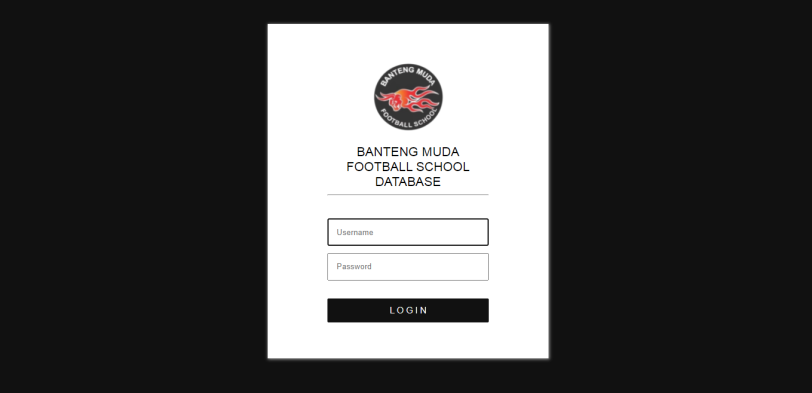 BANTENG MUDA
FOOTBALL SCHOOL
BANTENG MUDA
FOOTBALL SCHOOL
DATABASE
Username
Password
LOGIN